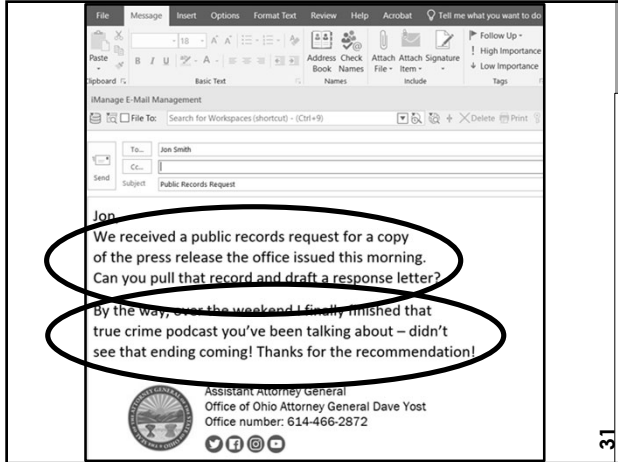 File Message Insert Options Format Text Review Help Acrobat Tell me what you want to do
Paste
18
A A
B I U
A
Address Book
Check Names
Attach File
Attach Item
Signature
Follow Up
High Importance
Low Importance
lipboard
Basic Text
Names
Include
Tags
iManage E-Mail Management
File To: Search for Workspaces (shortcut) - (Ctrl+9) Delete Print
Send
To... Jon Smith
Cc...
Subject Public Records Request
Jon,
We received a public records request for a copy
of the press release the office issued this morning.
Can you pull that record and draft a response letter?
By the way, over the weekend I finally finished that
true crime podcast you've been talking about – didn't
see that ending coming! Thanks for the recommendation!
Assistant Attorney General
Office of Ohio Attorney General Dave Yost
Office number: 614-466-2872
31